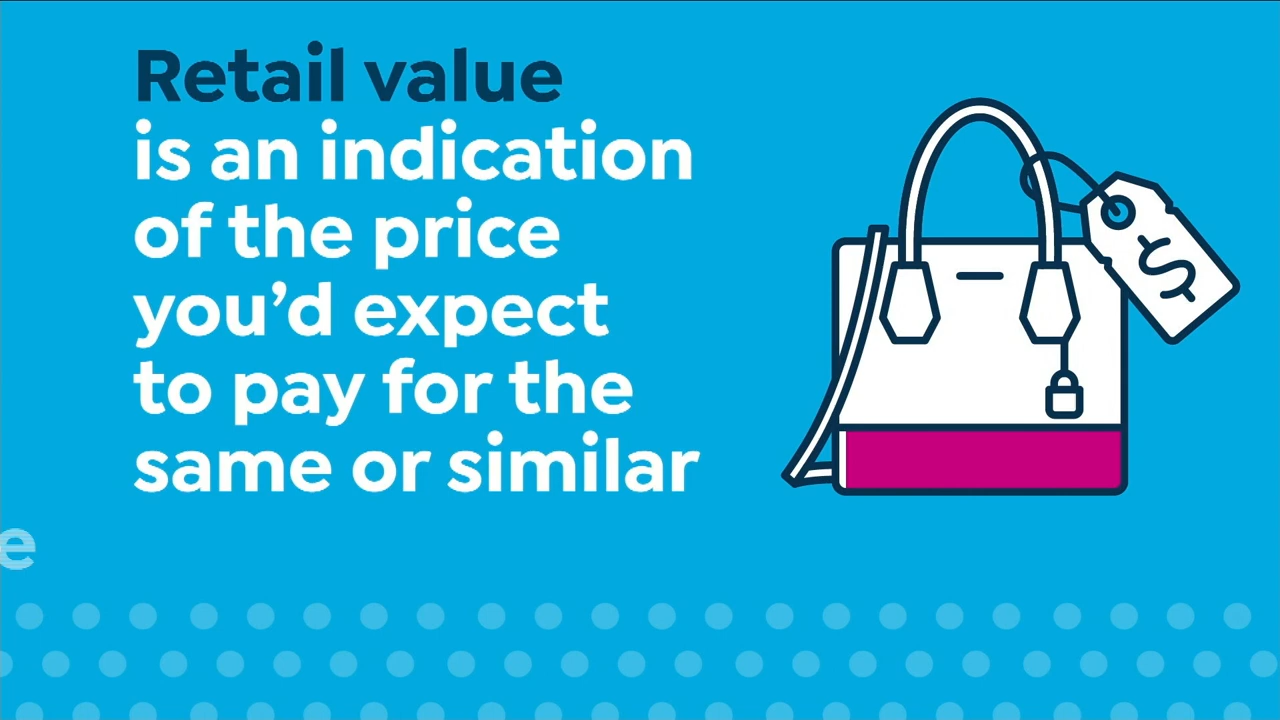 Retail value
is an indication
of the price
you'd expect
to pay for the
same or similar
e
$